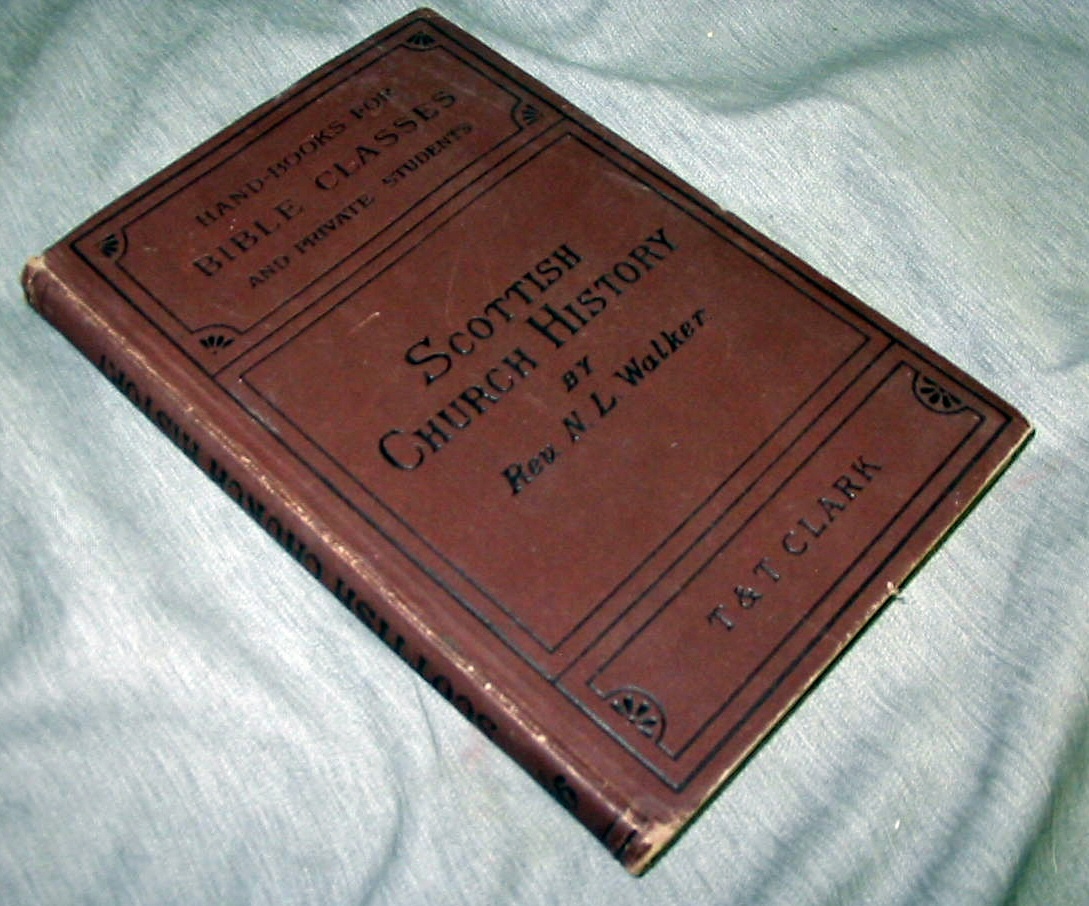 HAND-BOOKS FOR
BIBLE CLASSES
AND PRIVATE STUDENTS
SCOTTISH
CHURCH HISTORY
BY
Rev. N. L. Walker
T & T CLARK
SCOTTISH CHURCH HISTORY